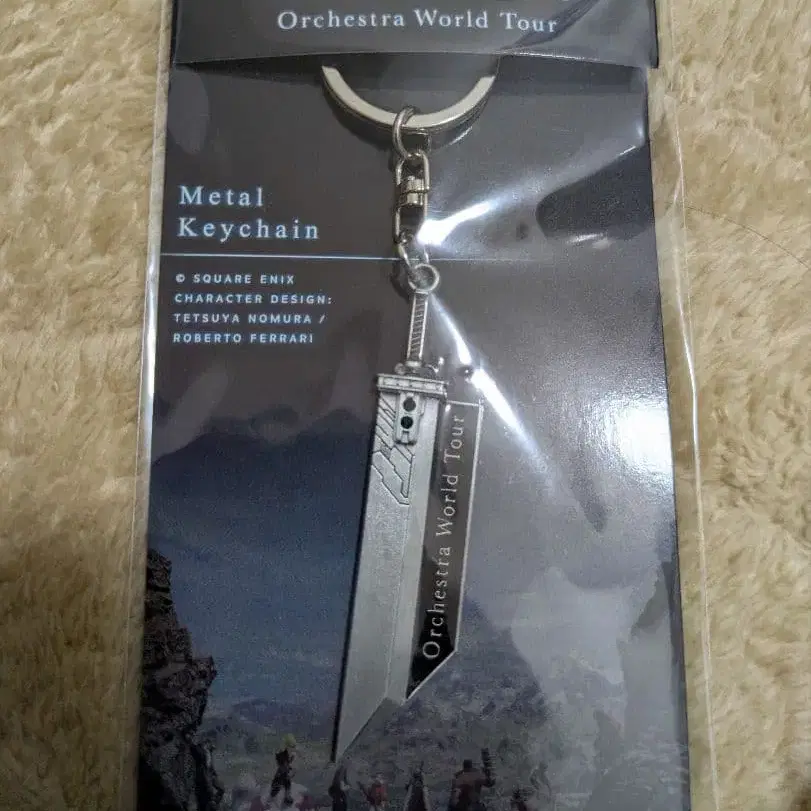 Orchestra World Tour
Metal
Keychain
© SQUARE ENIX
CHARACTER DESIGN:
TETSUYA NOMURA /
ROBERTO FERRARI
Orchestra World Tour